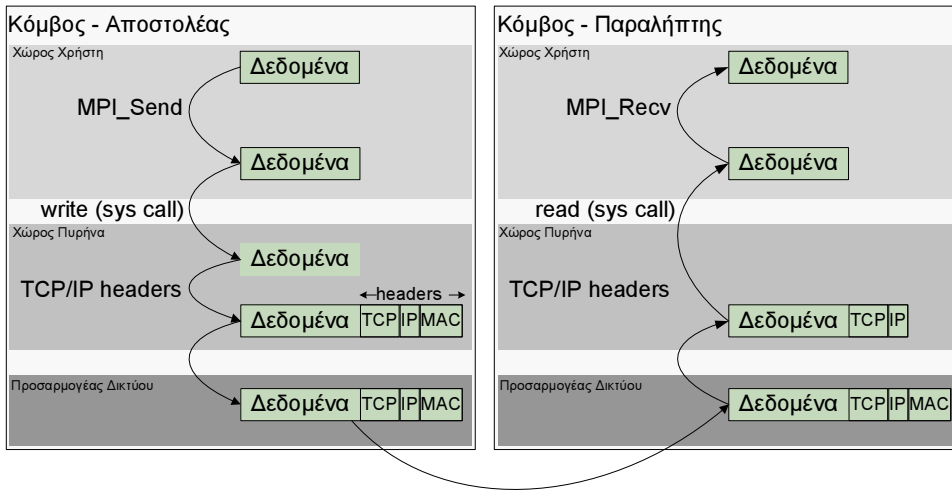 Κόμβος - Αποστολέας
Χώρος Χρήστη
Δεδομένα
MPI_Send
Δεδομένα
write (sys call)
Χώρος Πυρήνα
Δεδομένα
TCP/IP headers
headers
Δεδομένα TCP IP MAC
Προσαρμογέας Δικτύου
Δεδομένα TCP IP MAC
Κόμβος - Παραλήπτης
Χώρος Χρήστη
Δεδομένα
MPI_Recv
Δεδομένα
read (sys call)
Χώρος Πυρήνα
TCP/IP headers
Δεδομένα TCP IP
Προσαρμογέας Δικτύου
Δεδομένα TCP IP MAC